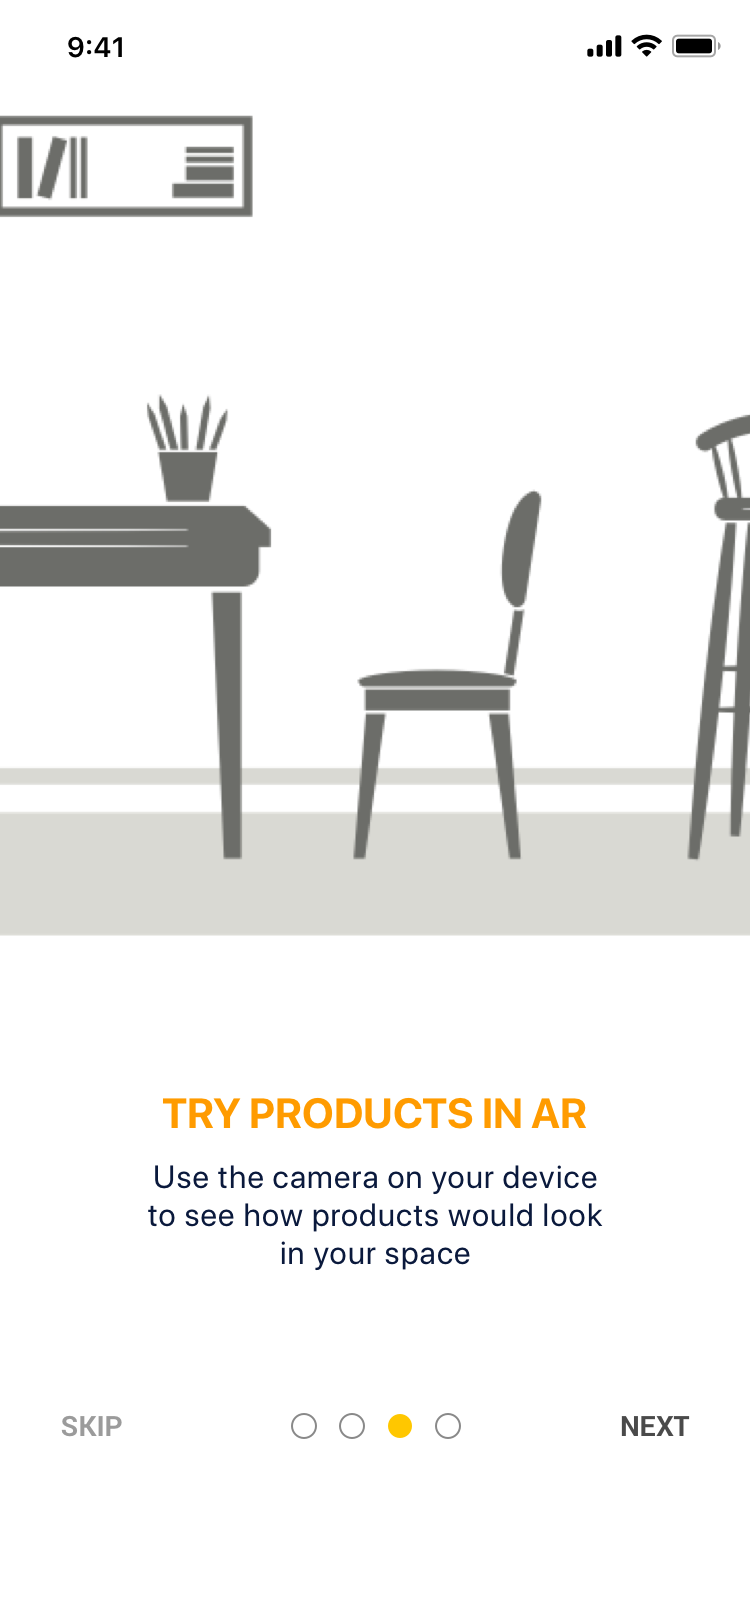 9:41
TRY PRODUCTS IN AR
Use the camera on your device
to see how products would look
in your space
SKIP
NEXT